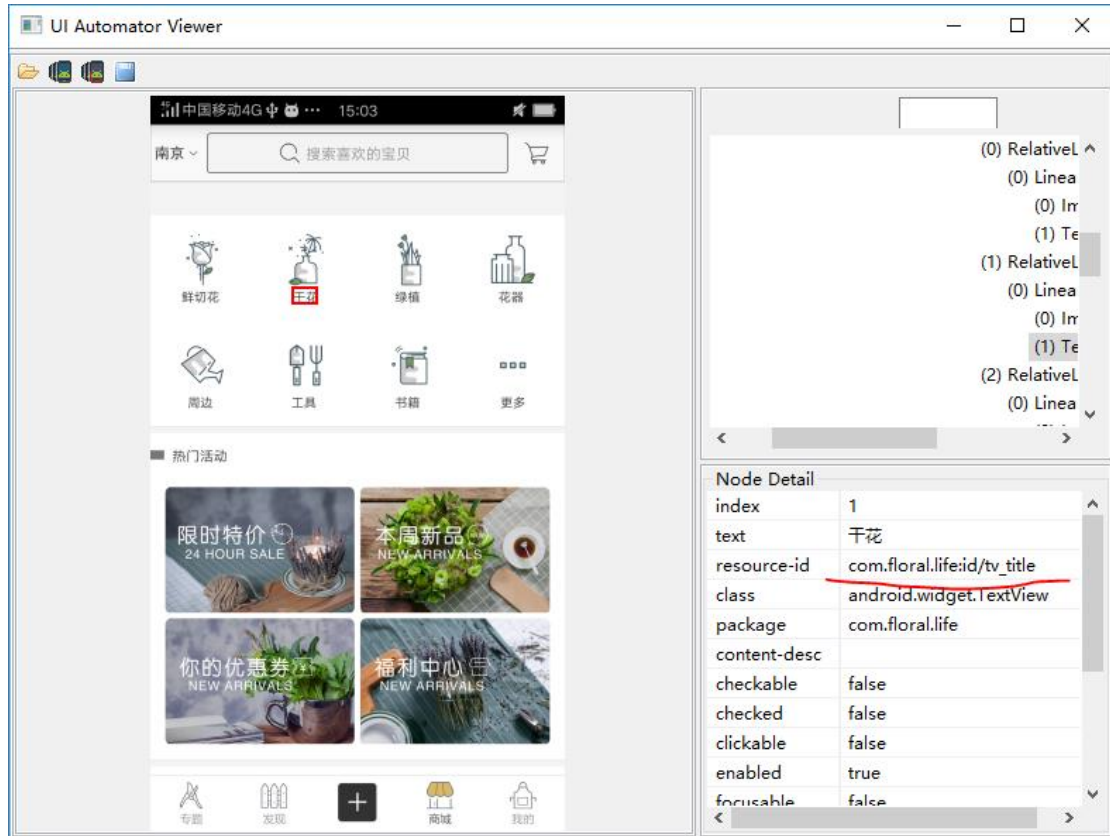 UI Automator Viewer
中国移动4G ··· 15:03
南京
搜索喜欢的宝贝
鲜切花 干花 绿植 花器
周边 工具 书籍 更多
热门活动
限时特价
24 HOUR SALE
本周新品
NEW ARRIVALS
你的优惠券
NEW ARRIVALS
福利中心
NEW ARRIVALS
专题 发现 商城 我的
(0) RelativeL
(0) Linea
(0) Im
(1) Te
(1) RelativeL
(0) Linea
(0) Im
(1) Te
(2) RelativeL
(0) Linea
Node Detail
index 1
text 干花
resource-id com.floral.life:id/tv_title
class android.widget.TextView
package com.floral.life
content-desc
checkable false
checked false
clickable false
enabled true
focusable false